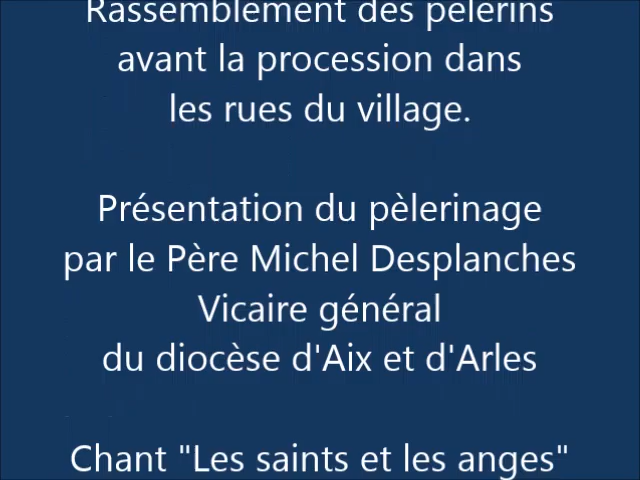 Rassemblement des pèlerins
avant la procession dans
les rues du village.
Présentation du pèlerinage
par le Père Michel Desplanches
Vicaire général
du diocèse d'Aix et d'Arles
Chant "Les saints et les anges"